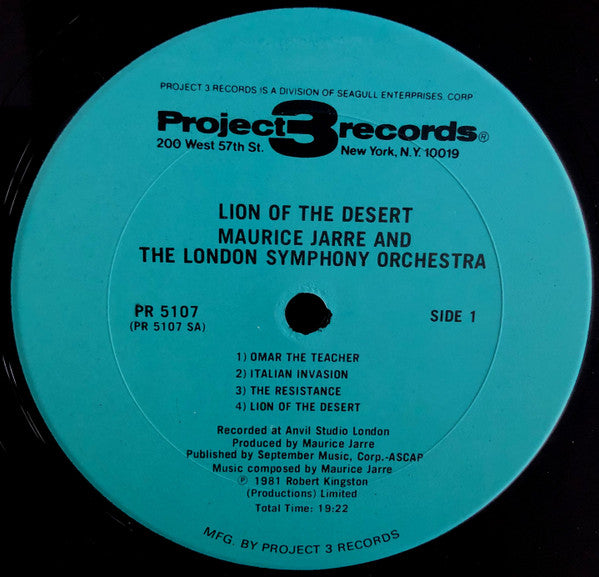 PROJECT 3 RECORDS IS A DIVISION OF SEAGULL ENTERPRISES, CORP.
Project 3 records®
200 West 57th St. New York, N.Y. 10019
LION OF THE DESERT
MAURICE JARRE AND
THE LONDON SYMPHONY ORCHESTRA
PR 5107 SIDE 1
(PR 5107 SA)
1) OMAR THE TEACHER
2) ITALIAN INVASION
3) THE RESISTANCE
4) LION OF THE DESERT
Recorded at Anvil Studio London
Produced by Maurice Jarre
Published by September Music, Corp.-ASCAP
Music composed by Maurice Jarre
℗ 1981 Robert Kingston
(Productions) Limited
Total Time: 19:22
MFG. BY PROJECT 3 RECORDS